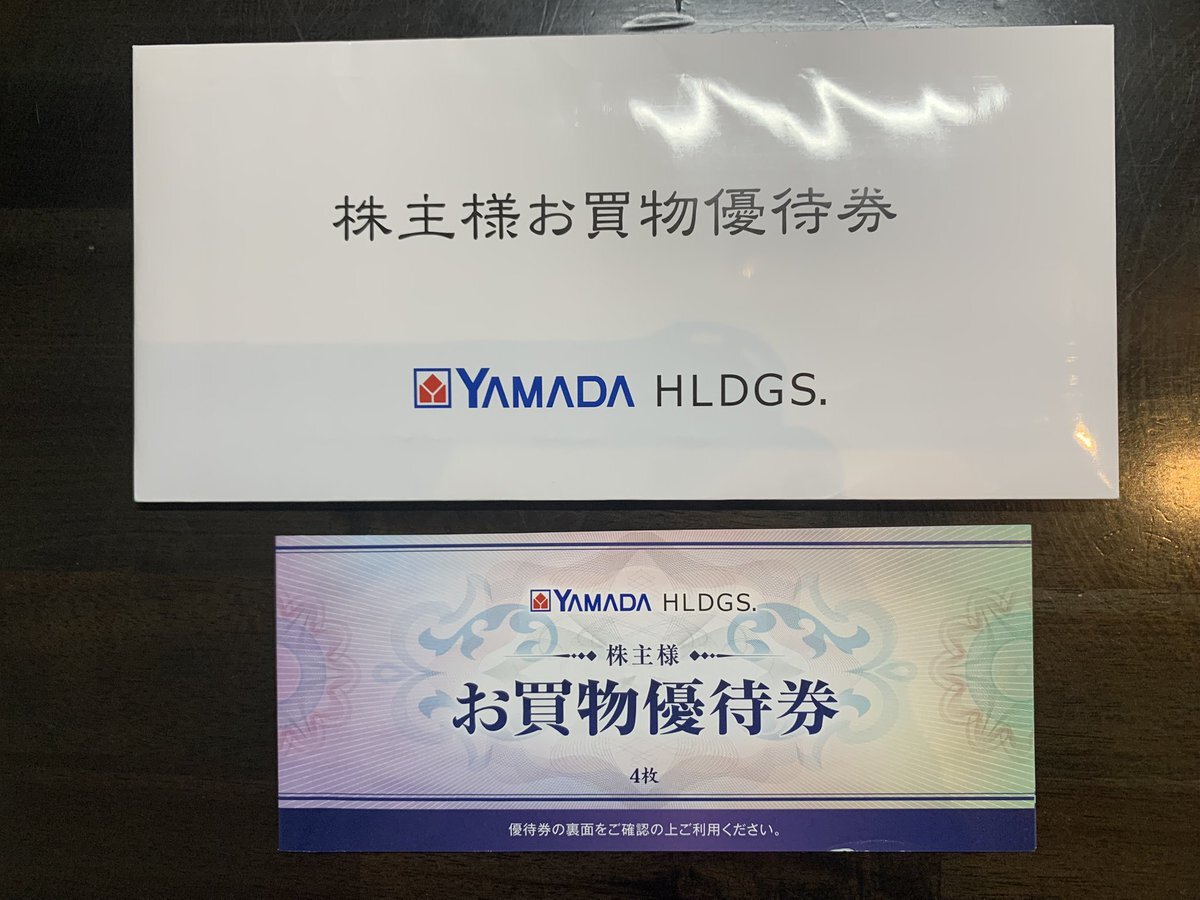 株主様お買物優待券
YAMADA HLDGS.
YAMADA HLDGS.
株主様
お買物優待券
4枚
優待券の裏面をご確認の上ご利用ください。